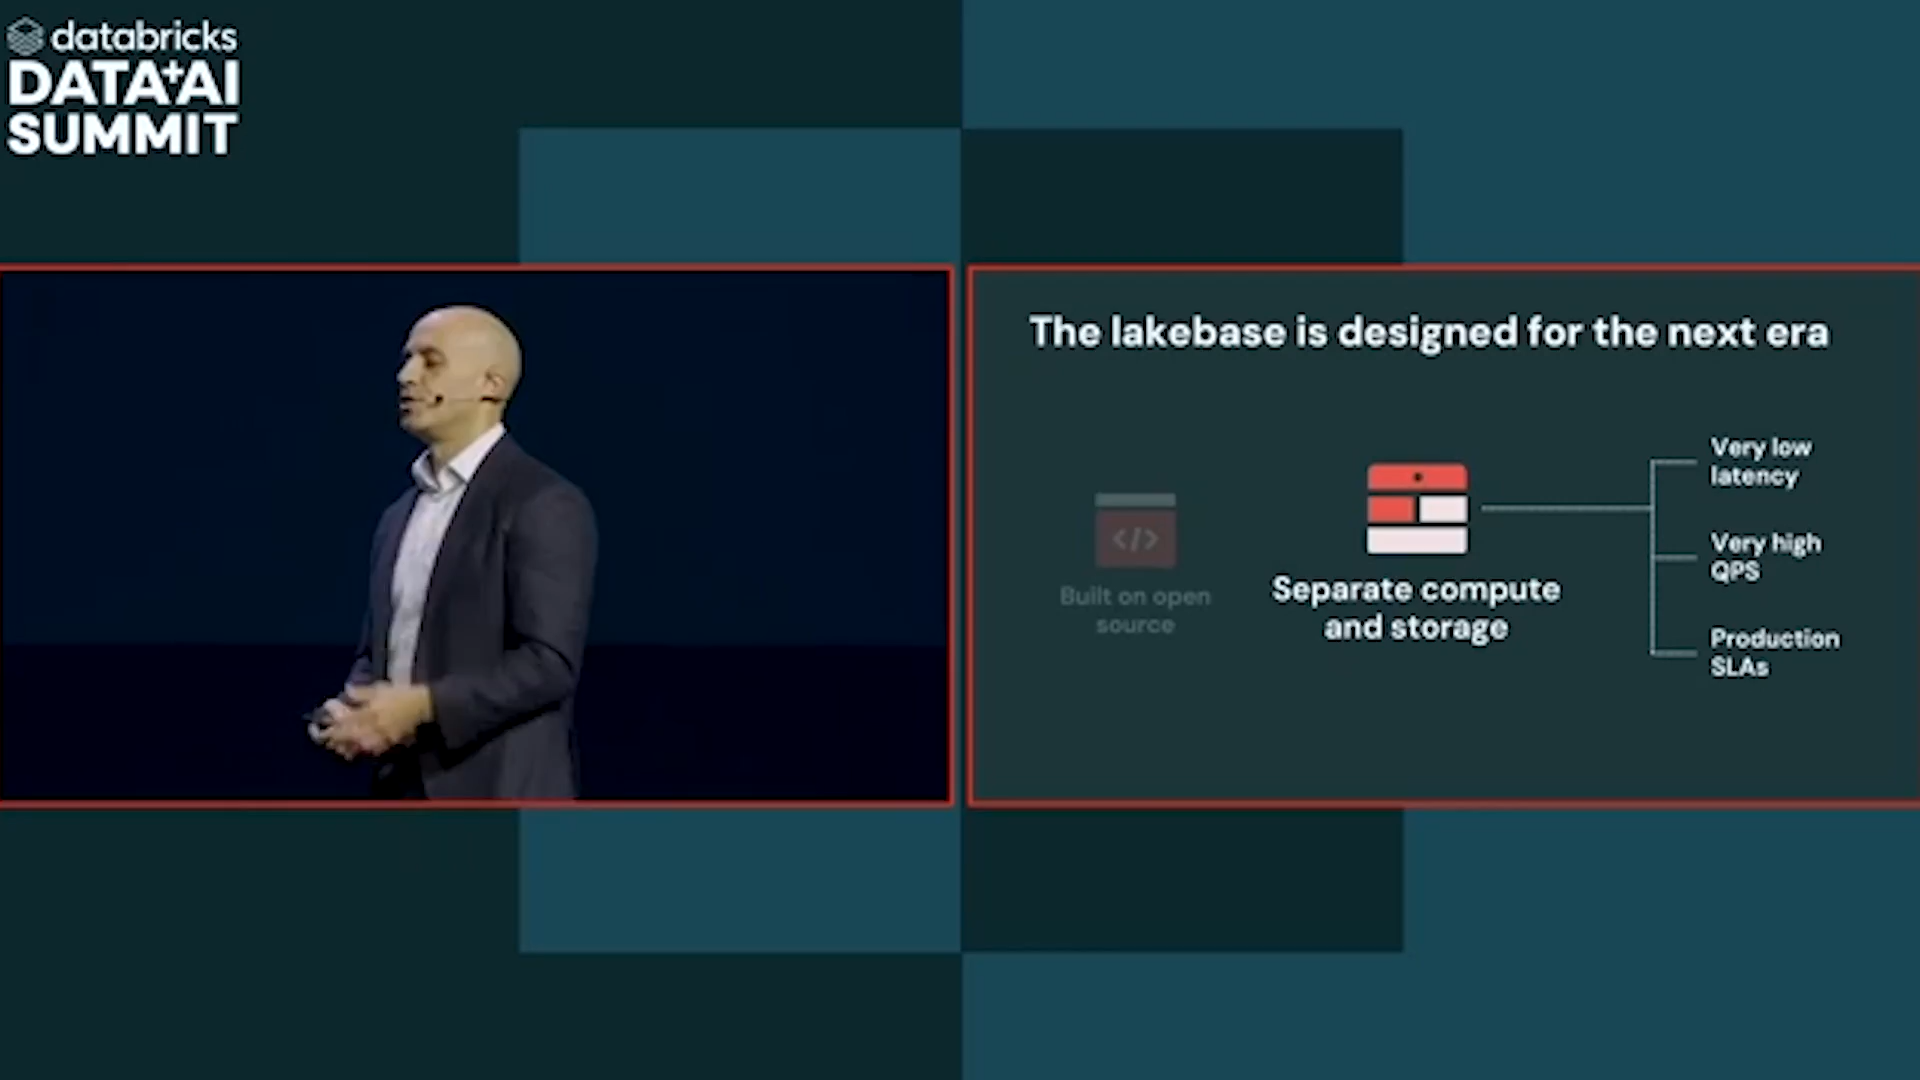 databricks
DATA+AI
SUMMIT
The lakebase is designed for the next era
</>
Built on open
source
Separate compute
and storage
Very low
latency
Very high
QPS
Production
SLAs